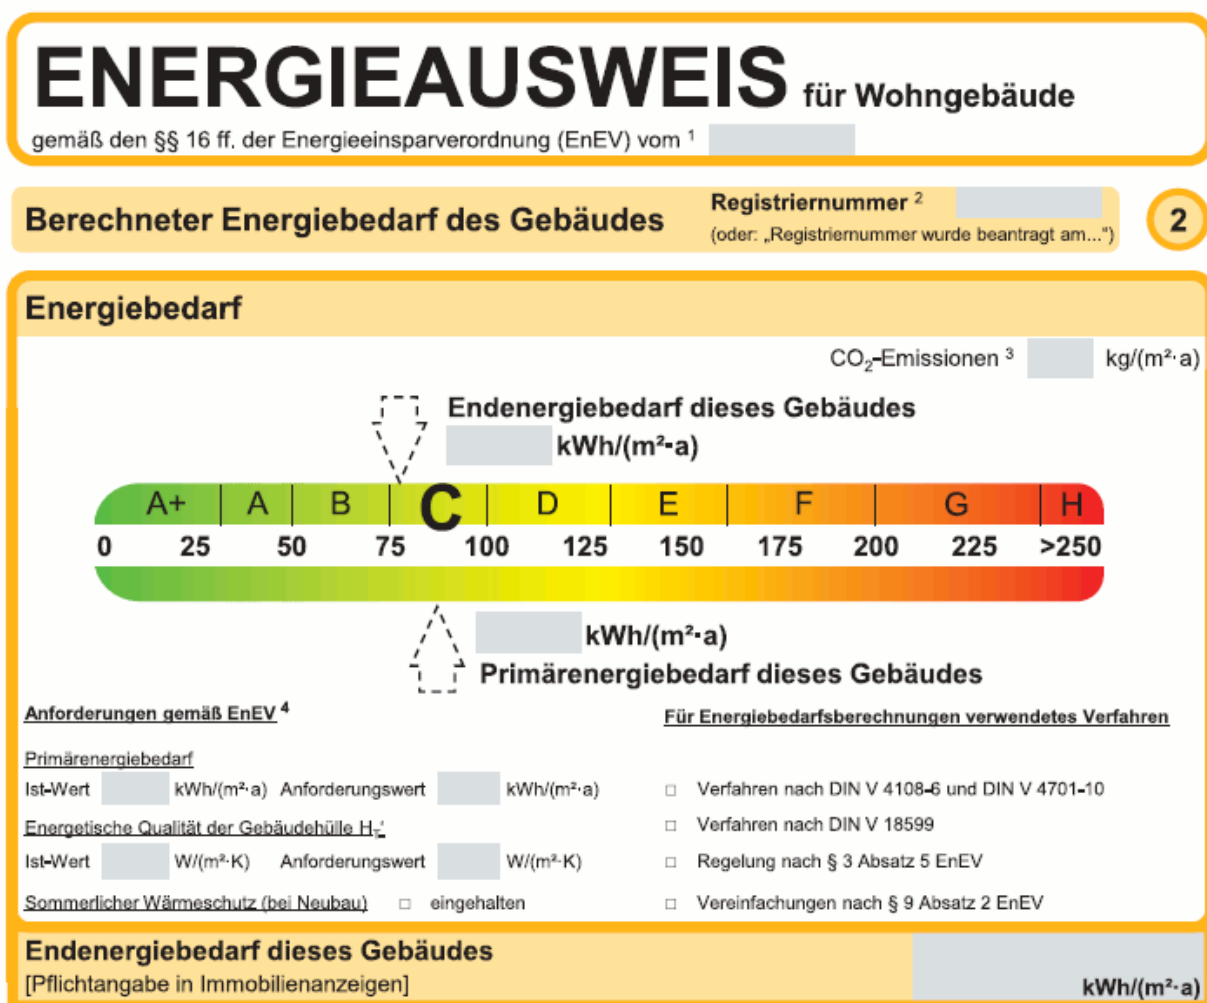 ENERGIEAUSWEIS für Wohngebäude
gemäß den §§ 16 ff. der Energieeinsparverordnung (EnEV) vom ¹
Berechneter Energiebedarf des Gebäudes
Registriernummer ²
(oder: „Registriernummer wurde beantragt am...“)
2
Energiebedarf
CO₂-Emissionen ³ kg/(m²·a)
Endenergiebedarf dieses Gebäudes
kWh/(m²·a)
A+ A B C D E F G H
0 25 50 75 100 125 150 175 200 225 >250
kWh/(m²·a)
Primärenergiebedarf dieses Gebäudes
Anforderungen gemäß EnEV ⁴
Primärenergiebedarf
Ist-Wert kWh/(m²·a) Anforderungswert kWh/(m²·a)
Energetische Qualität der Gebäudehülle H_T'
Ist-Wert W/(m²·K) Anforderungswert W/(m²·K)
Sommerlicher Wärmeschutz (bei Neubau) □ eingehalten
Für Energiebedarfsberechnungen verwendetes Verfahren
□ Verfahren nach DIN V 4108-6 und DIN V 4701-10
□ Verfahren nach DIN V 18599
□ Regelung nach § 3 Absatz 5 EnEV
□ Vereinfachungen nach § 9 Absatz 2 EnEV
Endenergiebedarf dieses Gebäudes
[Pflichtangabe in Immobilienanzeigen]
kWh/(m²·a)